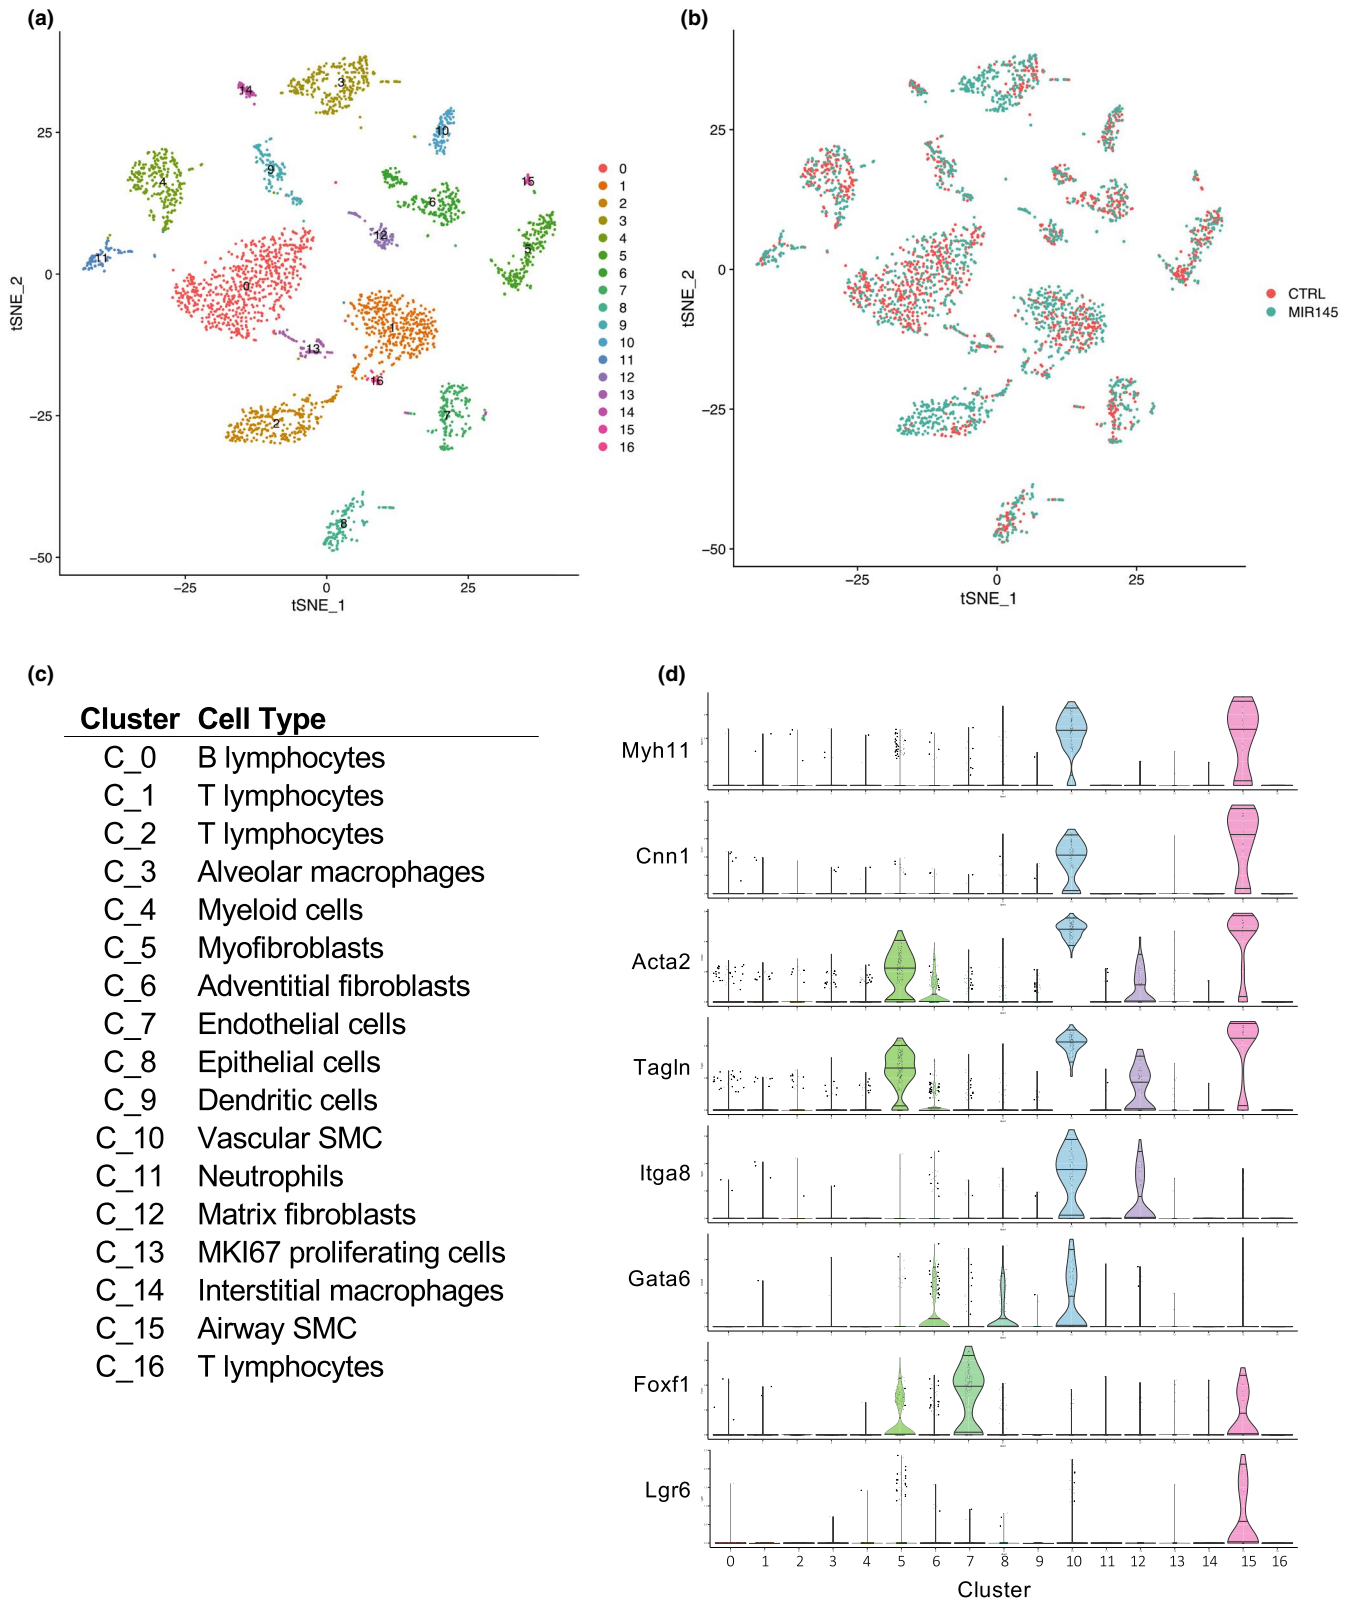 (a)
25
0
−25
−50
−25
0
25
tSNE_2
tSNE_1
14
3
10
4
9
15
6
12
5
11
0
1
13
16
2
7
8
0
1
2
3
4
5
6
7
8
9
10
11
12
13
14
15
16
(b)
25
0
−25
−50
−25
0
25
tSNE_2
tSNE_1
CTRL
MIR145
(c)
Cluster Cell Type
C_0 B lymphocytes
C_1 T lymphocytes
C_2 T lymphocytes
C_3 Alveolar macrophages
C_4 Myeloid cells
C_5 Myofibroblasts
C_6 Adventitial fibroblasts
C_7 Endothelial cells
C_8 Epithelial cells
C_9 Dendritic cells
C_10 Vascular SMC
C_11 Neutrophils
C_12 Matrix fibroblasts
C_13 MKI67 proliferating cells
C_14 Interstitial macrophages
C_15 Airway SMC
C_16 T lymphocytes
(d)
Myh11
Cnn1
Acta2
Tagln
Itga8
Gata6
Foxf1
Lgr6
0 1 2 3 4 5 6 7 8 9 10 11 12 13 14 15 16
Cluster